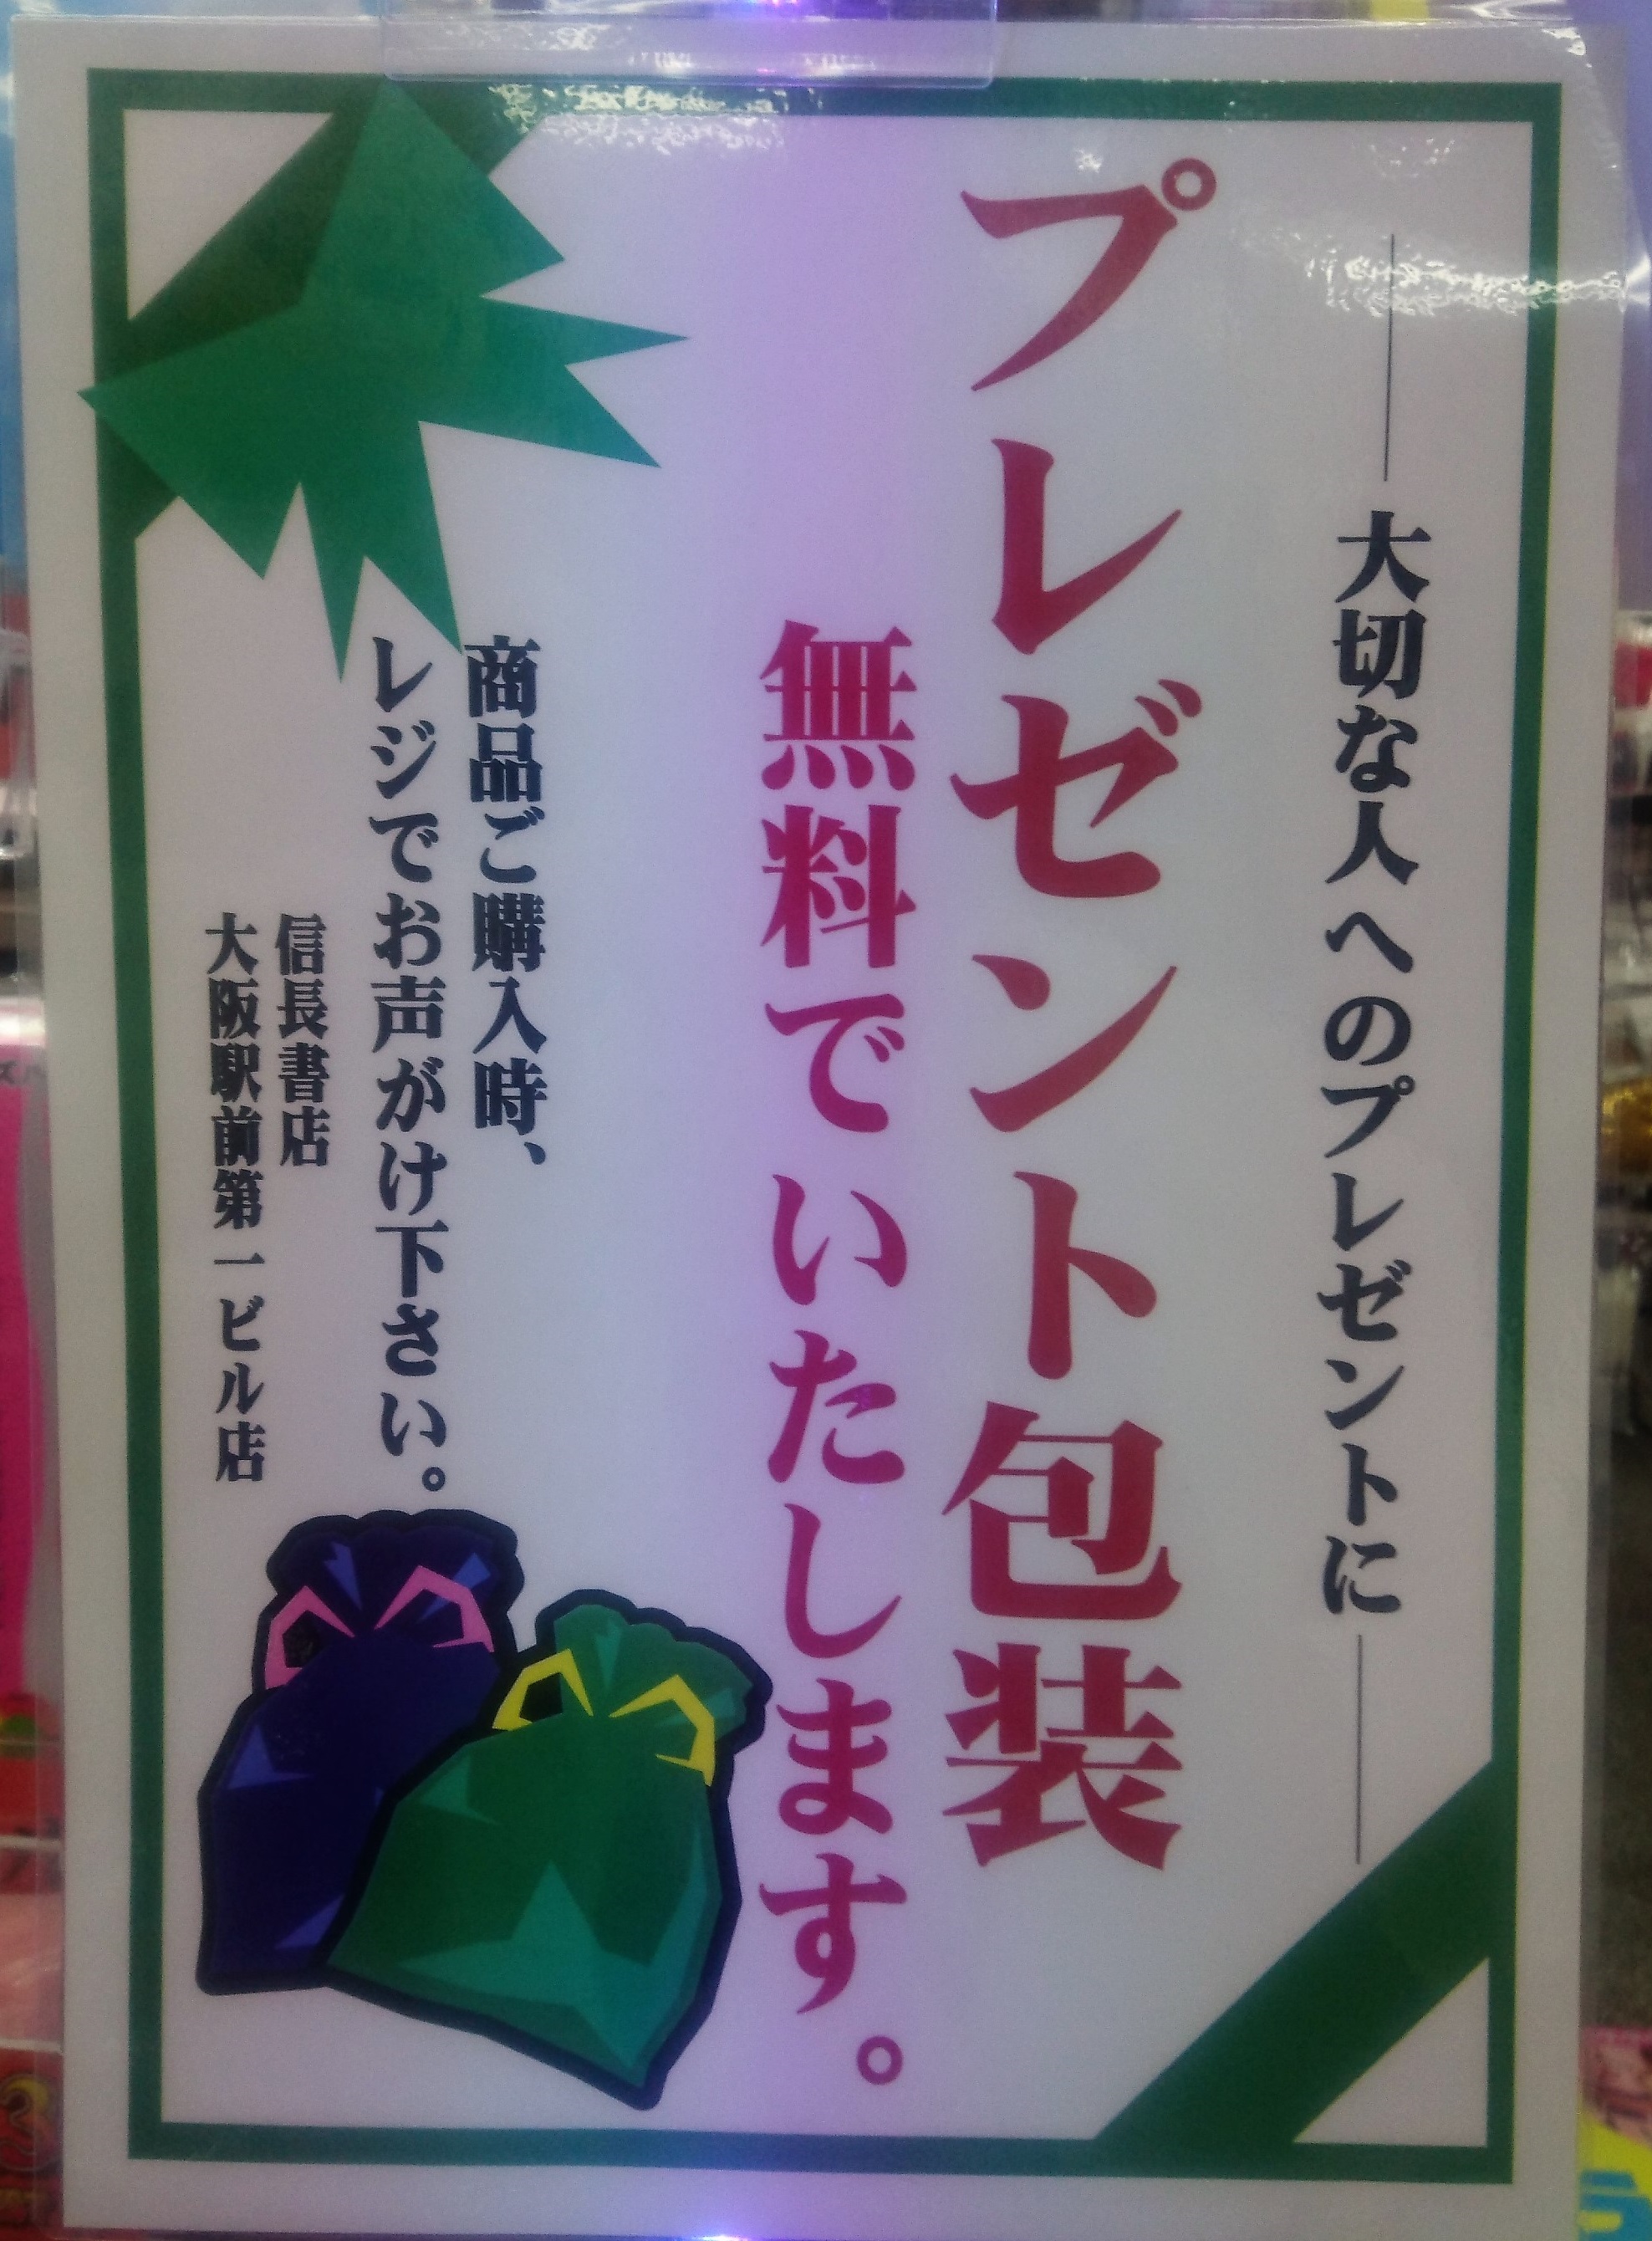 ――大切な人へのプレゼントに――
プレゼント包装
無料でいたします。
商品ご購入時、
レジでお声がけ下さい。
信長書店
大阪駅前第一ビル店